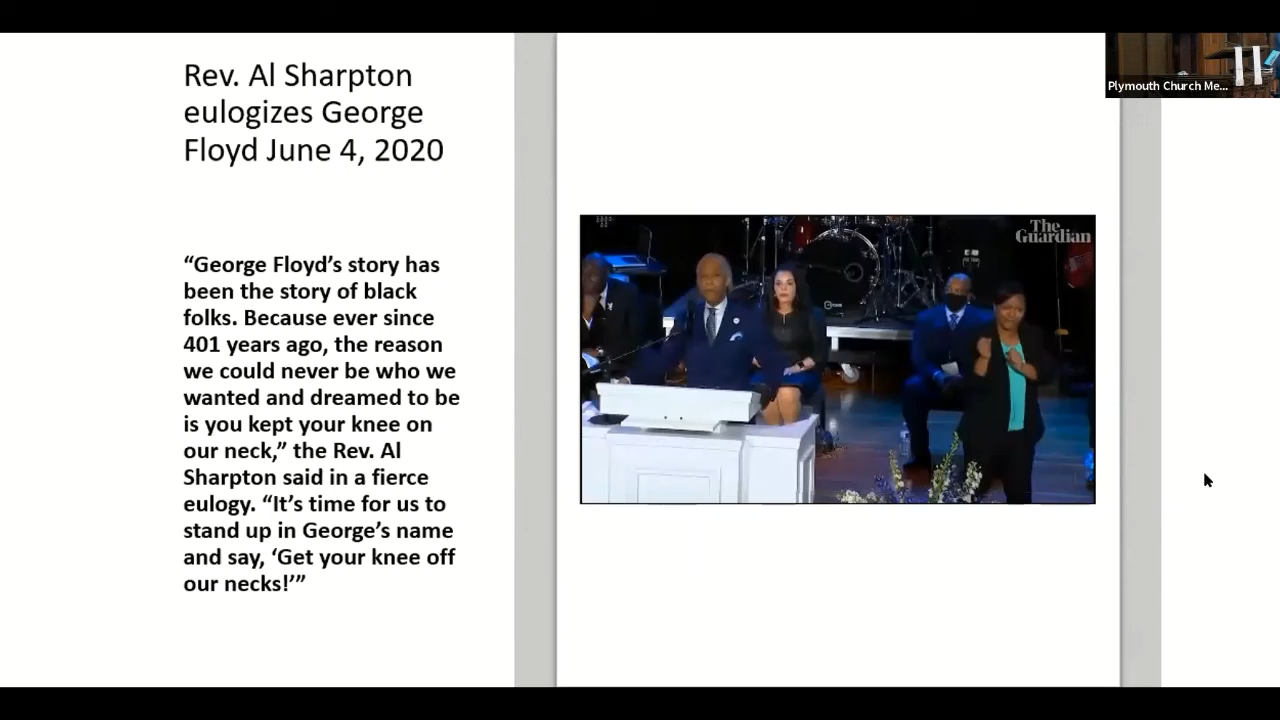 Rev. Al Sharpton
eulogizes George
Floyd June 4, 2020
“George Floyd’s story has
been the story of black
folks. Because ever since
401 years ago, the reason
we could never be who we
wanted and dreamed to be
is you kept your knee on
our neck,” the Rev. Al
Sharpton said in a fierce
eulogy. “It’s time for us to
stand up in George’s name
and say, ‘Get your knee off
our necks!’”
The
Guardian
Plymouth Church Me...